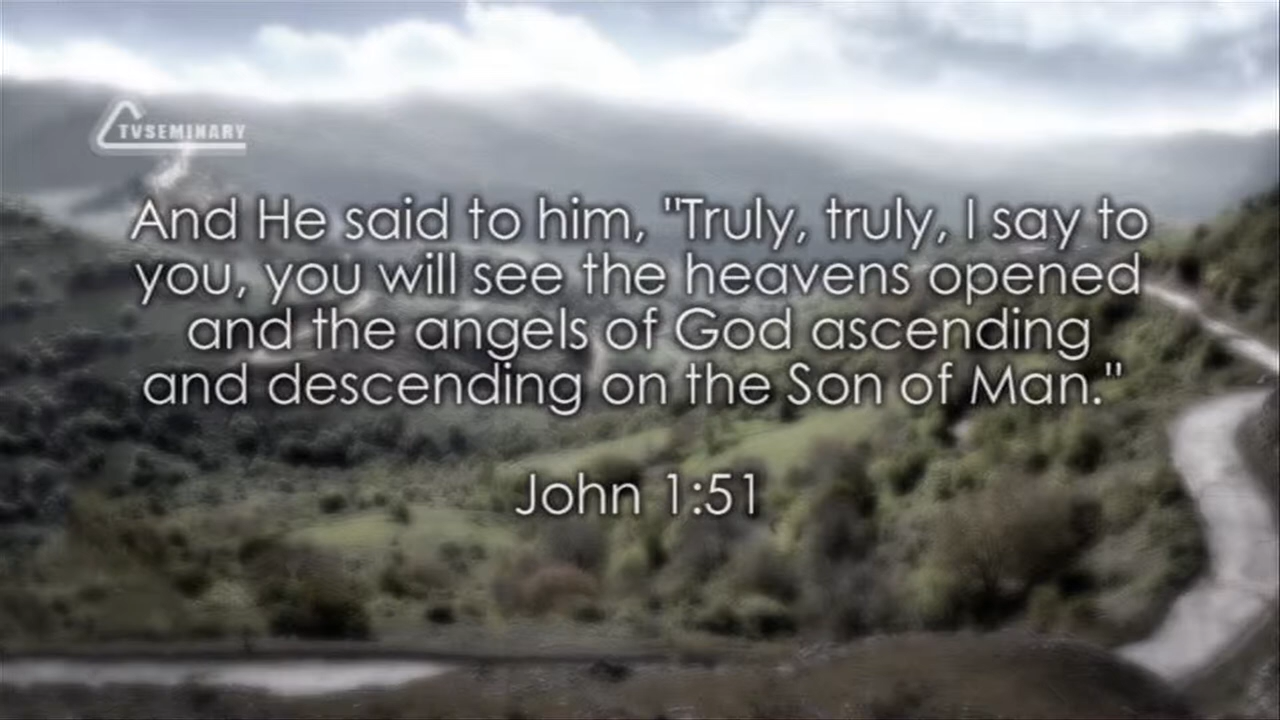 TVSEMINARY
And He said to him, "Truly, truly, I say to
you, you will see the heavens opened
and the angels of God ascending
and descending on the Son of Man."
John 1:51